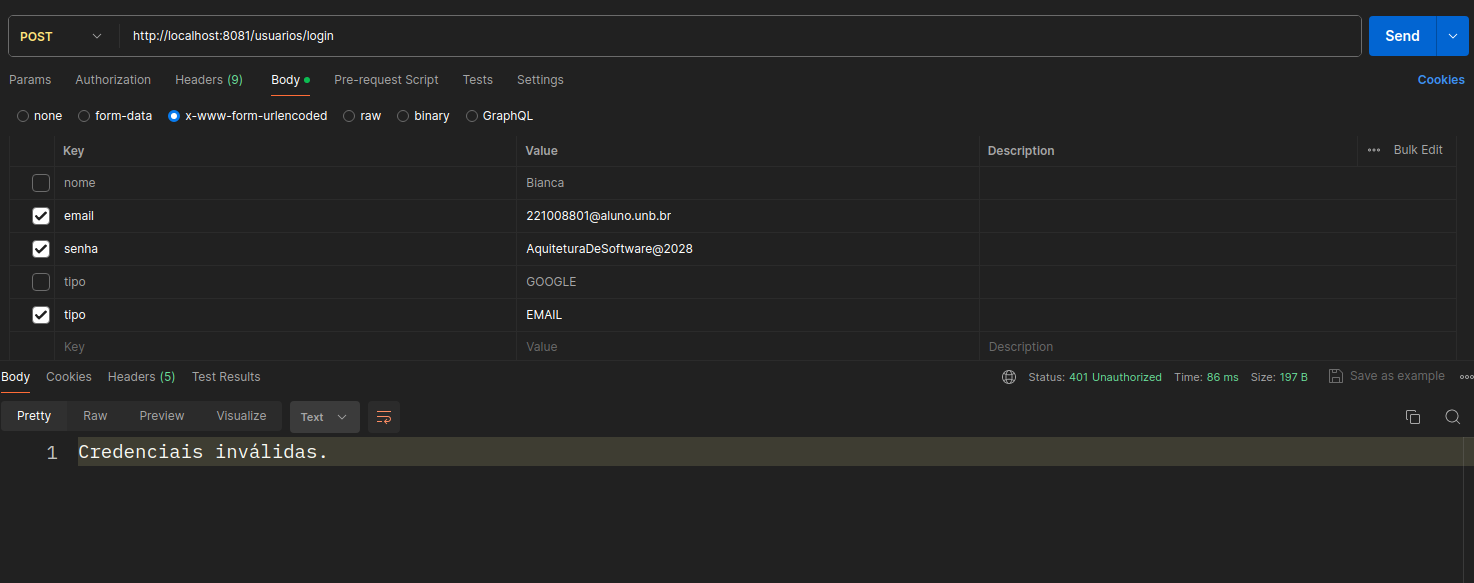 POST http://localhost:8081/usuarios/login Send
Params Authorization Headers (9) Body Pre-request Script Tests Settings Cookies
none form-data x-www-form-urlencoded raw binary GraphQL
Key Value Description Bulk Edit
nome Bianca
email 221008801@aluno.unb.br
senha AquiteturaDeSoftware@2028
tipo GOOGLE
tipo EMAIL
Key Value Description
Body Cookies Headers (5) Test Results Status: 401 Unauthorized Time: 86 ms Size: 197 B Save as example
Pretty Raw Preview Visualize Text
1 Credenciais inválidas.